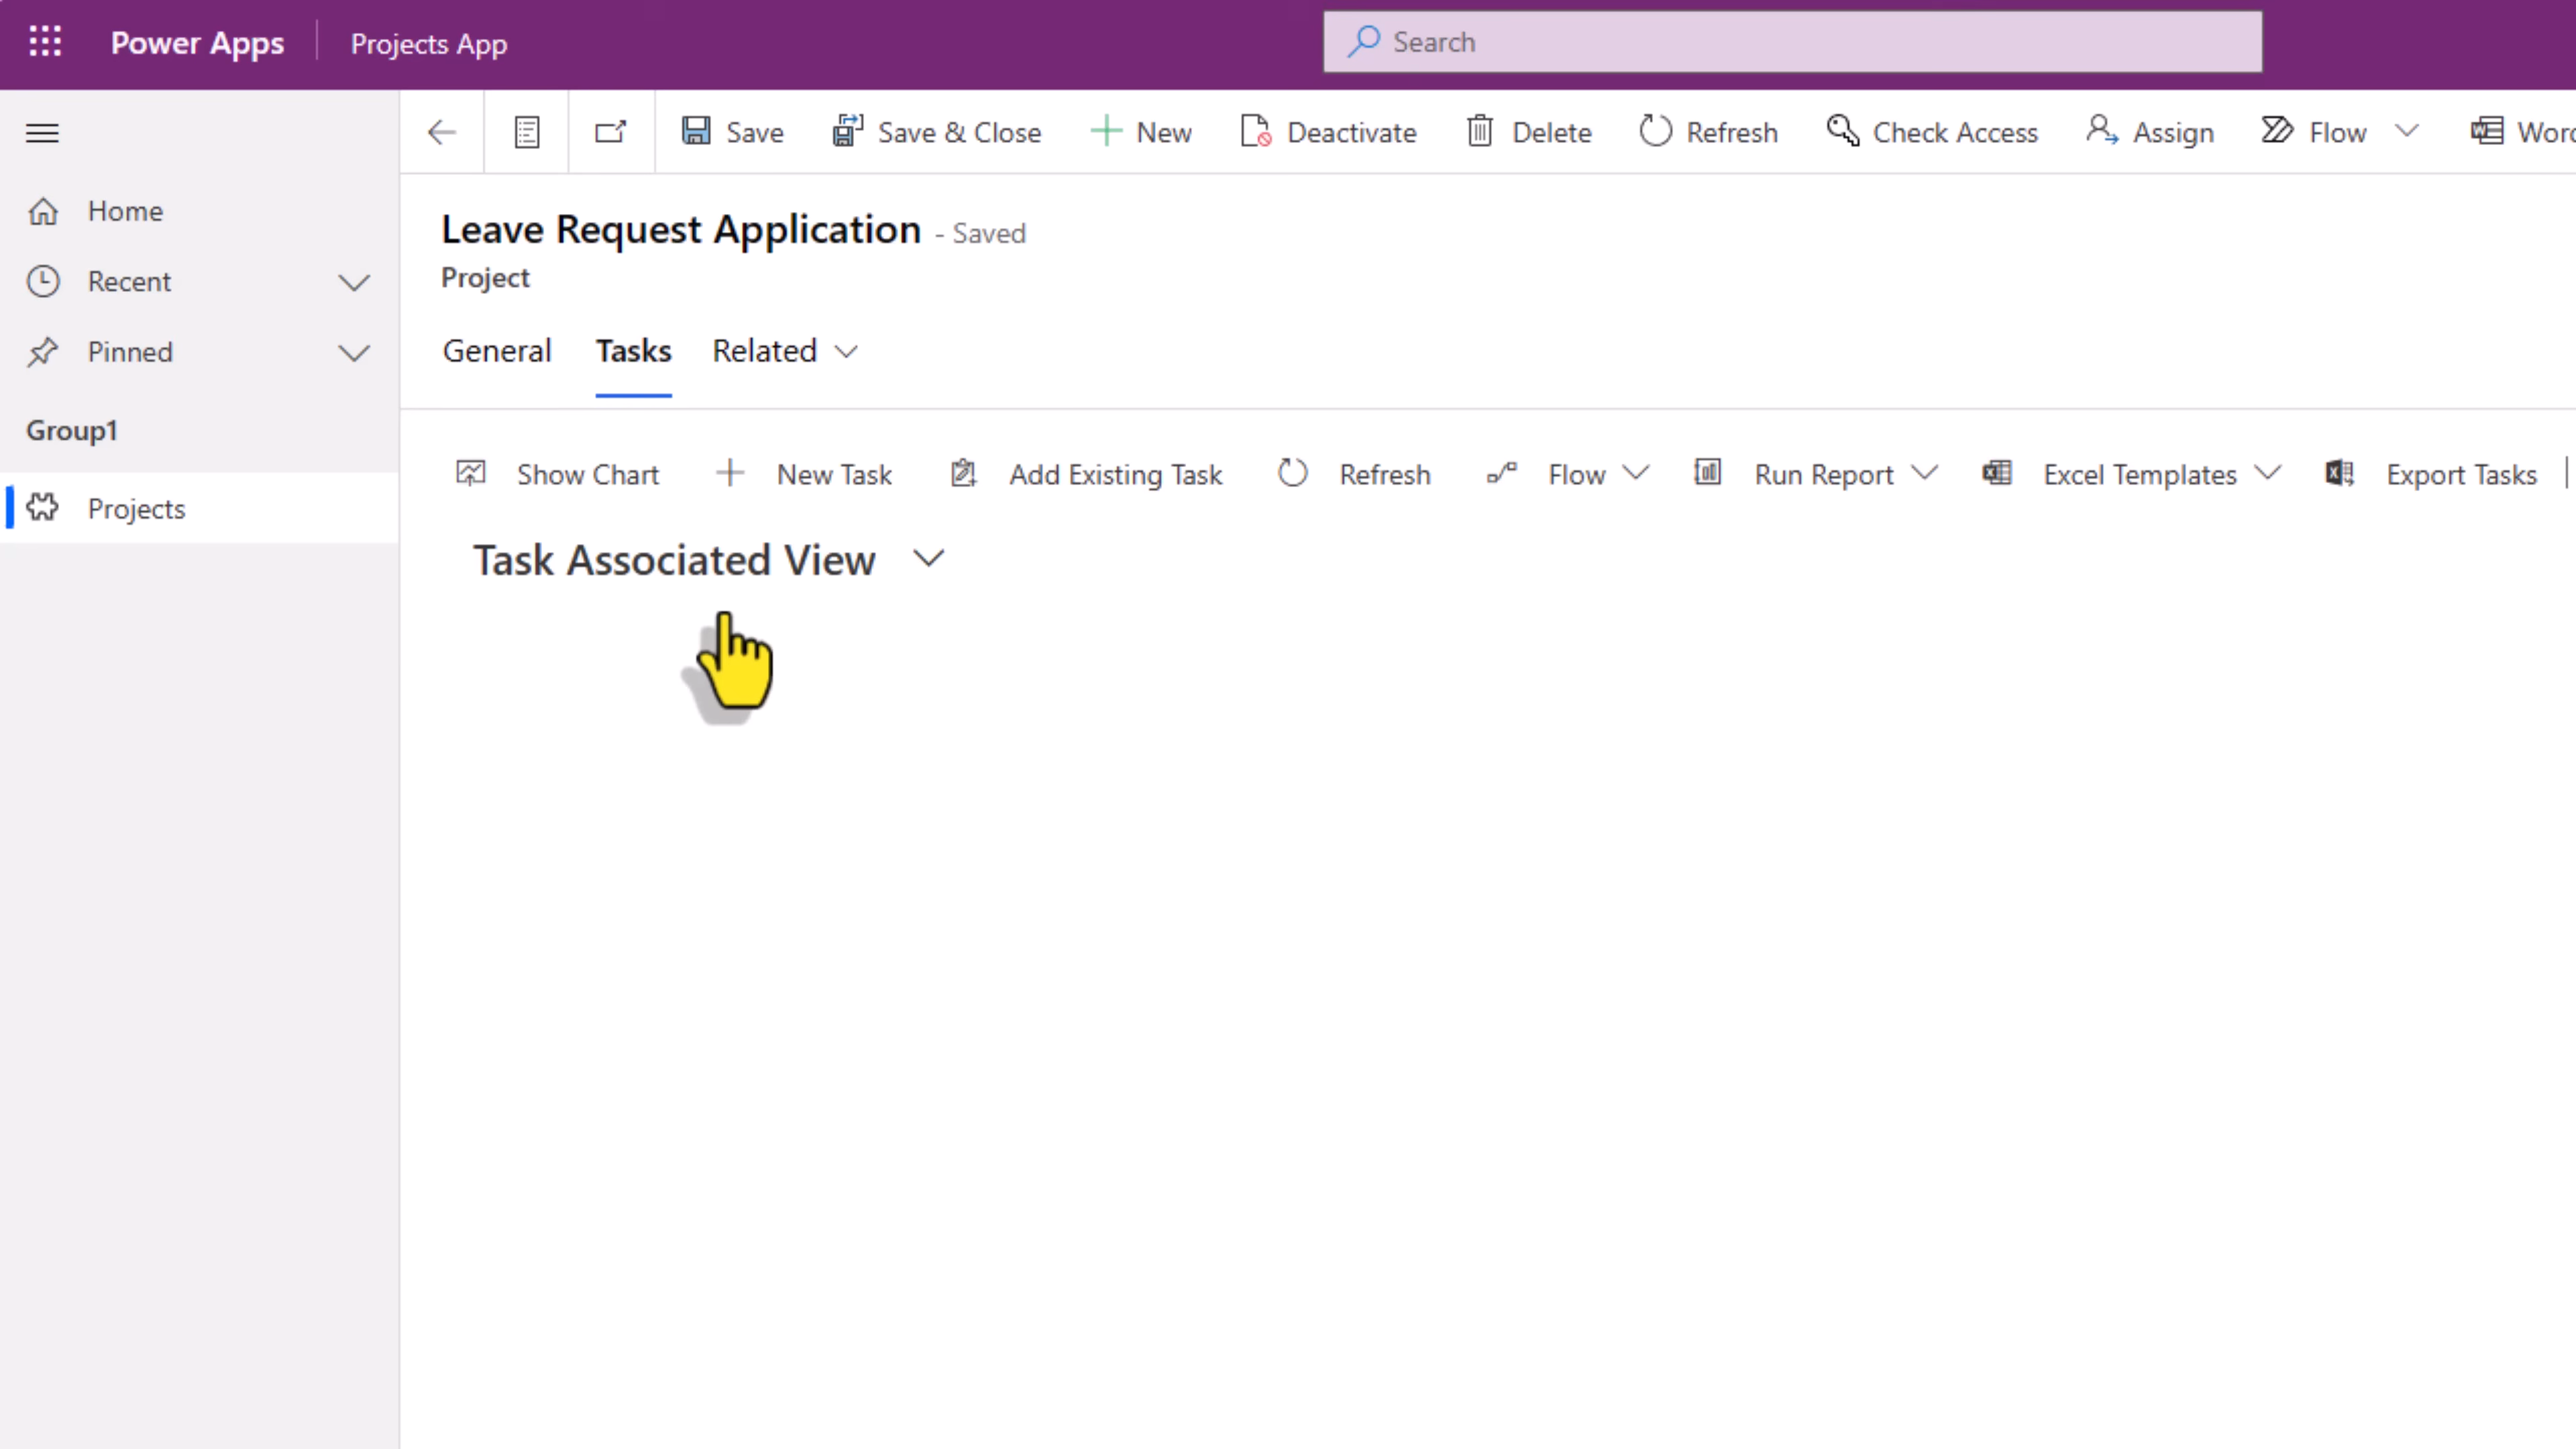 Power Apps Projects App Search
Save Save & Close New Deactivate Delete Refresh Check Access Assign Flow
Home
Recent
Pinned
Group1
Projects
Leave Request Application - Saved
Project
General Tasks Related
Show Chart New Task Add Existing Task Refresh Flow Run Report Excel Templates Export Tasks
Task Associated View